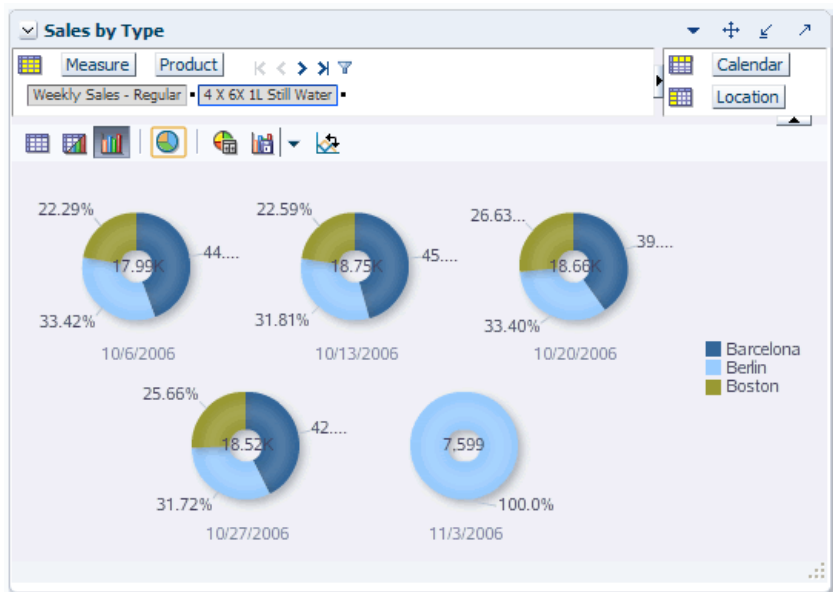 Sales by Type
Measure Product
Calendar
Weekly Sales - Regular 4 X 6X 1L Still Water
Location
22.29% 44....
17.99K
33.42%
10/6/2006
22.59% 45....
18.75K
31.81%
10/13/2006
26.63... 39....
18.66K
33.40%
10/20/2006
Barcelona
Berlin
Boston
25.66% 42....
18.52K
31.72%
10/27/2006
7,599
100.0%
11/3/2006